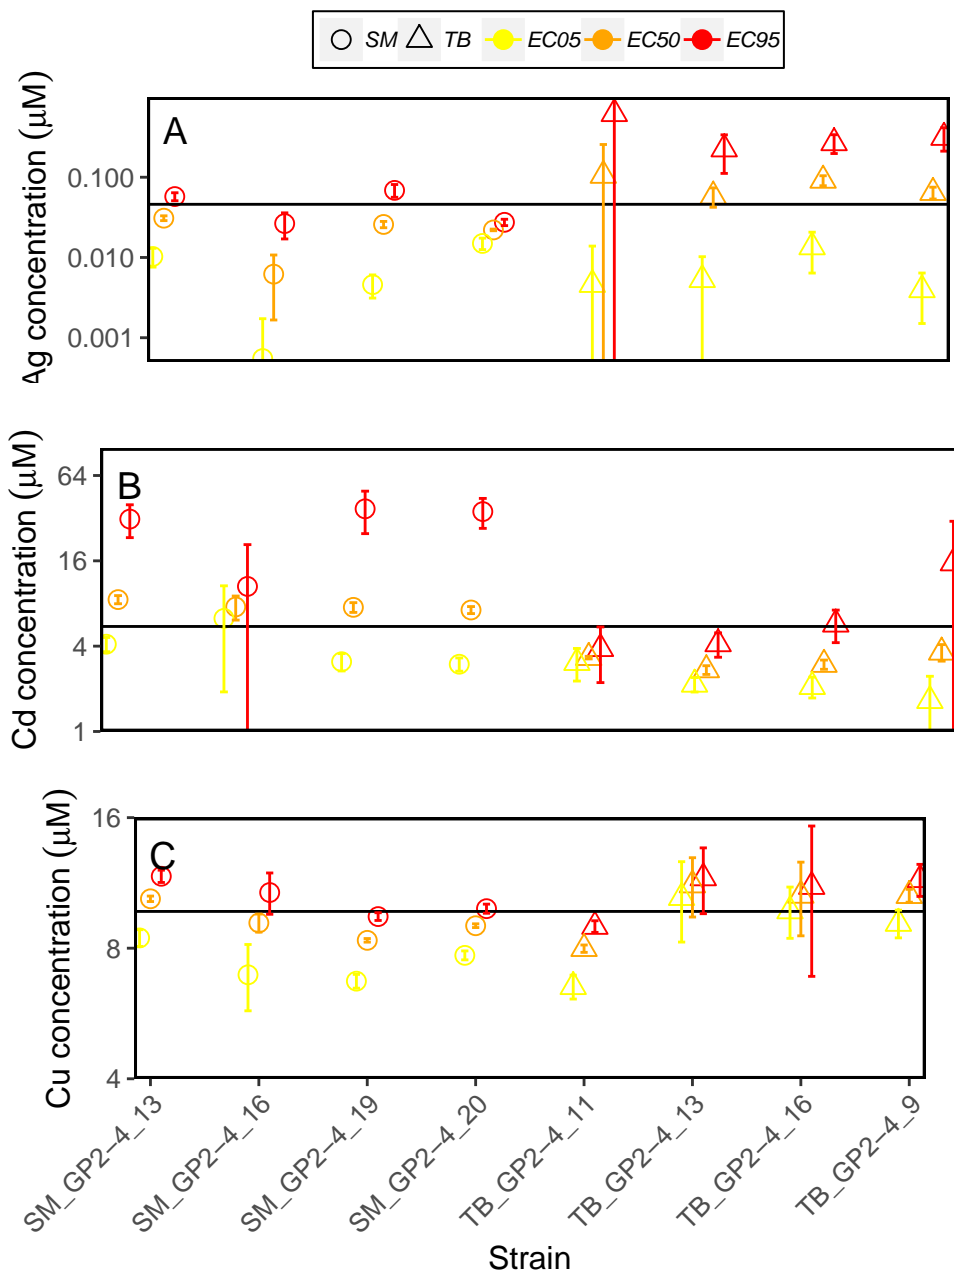 SM TB EC05 EC50 EC95
A
Ag concentration (μM)
0.100
0.010
0.001
B
Cd concentration (μM)
64
16
4
1
C
Cu concentration (μM)
16
8
4
SM_GP2−4_13
SM_GP2−4_16
SM_GP2−4_19
SM_GP2−4_20
TB_GP2−4_11
TB_GP2−4_13
TB_GP2−4_16
TB_GP2−4_9
Strain